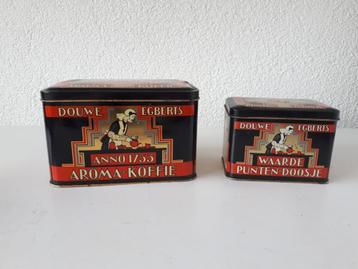 DOUWE EGBERTS
ANNO 1753
AROMA-KOFFIE
DOUWE EGBERTS
WAARDE
PUNTEN-DOOSJE